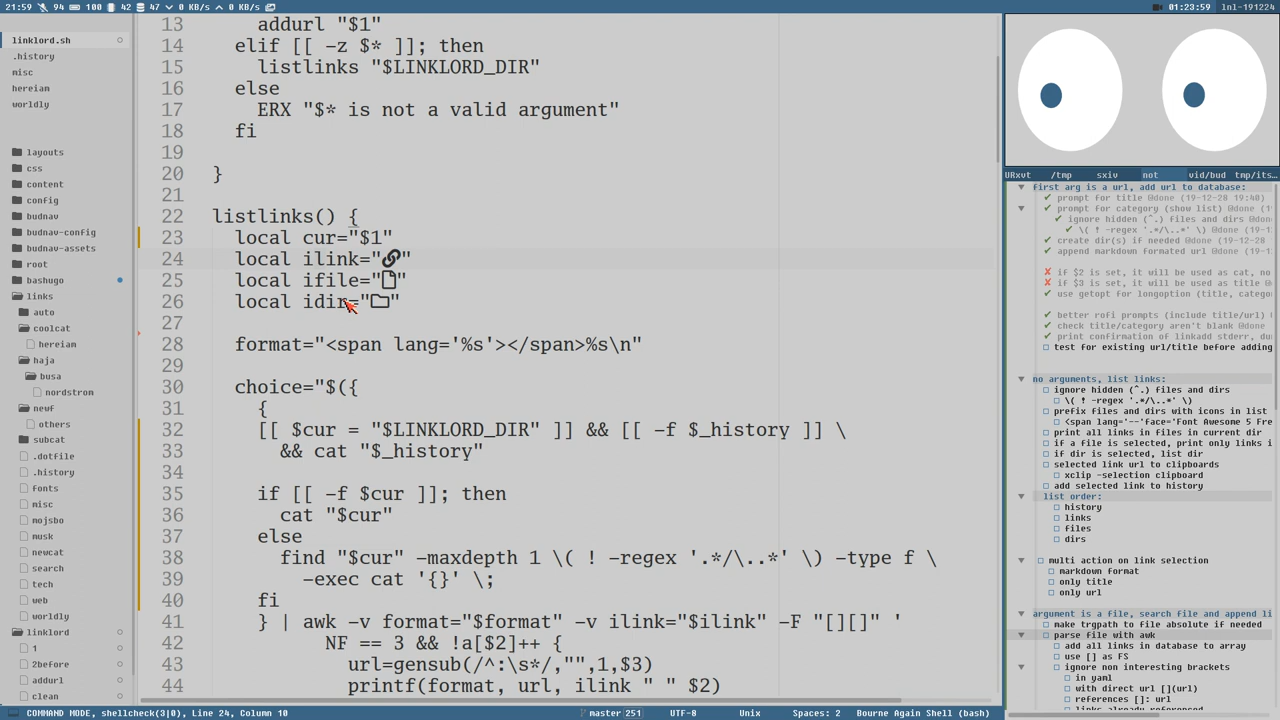 21:59 94 100 42 47 0 KB/s 0 KB/s
01:23:59 lnl-191224
linklord.sh
.history
misc
hereiam
worldly
layouts
css
content
config
budnav
budnav-config
budnav-assets
root
bashugo
links
auto
coolcat
hereiam
haja
busa
nordstrom
newf
others
subcat
.dotfile
.history
fonts
misc
mojsbo
musk
newcat
search
tech
web
worldly
linklord
1
2before
addurl
clean
13 addurl "$1"
14 elif [[ -z $* ]]; then
15 listlinks "$LINKLORD_DIR"
16 else
17 ERX "$* is not a valid argument"
18 fi
19
20 }
21
22 listlinks() {
23 local cur="$1"
24 local ilink=""
25 local ifile=""
26 local idir=""
27
28 format="<span lang='%s'></span>%s\n"
29
30 choice="$({
31 {
32 [[ $cur = "$LINKLORD_DIR" ]] && [[ -f $_history ]] \
33 && cat "$_history"
34
35 if [[ -f $cur ]]; then
36 cat "$cur"
37 else
38 find "$cur" -maxdepth 1 \( ! -regex '.*/\..*' \) -type f \
39 -exec cat '{}' \;
40 fi
41 } | awk -v format="$format" -v ilink="$ilink" -F "[][]" '
42 NF == 3 && !a[$2]++ {
43 url=gensub(/^:\s*/,"",1,$3)
44 printf(format, url, ilink " " $2)
URxvt /tmp sxiv not vid/bud tmp/its...
first arg is a url, add url to database:
✓ prompt for title @done (19-12-28 19:40)
✓ prompt for category (show list) @done (
✓ ignore hidden (^.) files and dirs @done (
✓ \( ! -regex '.*/\..*' \) @done (19-1
✓ create dir(s) if needed @done (19-12-28
✓ append markdown formated url @done (19-
✗ if $2 is set, it will be used as cat, no
✗ if $3 is set, it will be used as title @
✓ use getopt for longoption (title, catego
✓ better rofi prompts (include title/url)
✓ check title/category aren't blank @done
✓ print confirmation of linkadd stderr, du
☐ test for existing url/title before adding
no arguments, list links:
☐ ignore hidden (^.) files and dirs
☐ \( ! -regex '.*/\..*' \)
☐ prefix files and dirs with icons in list
☐ <span lang='--'face='Font Awesome 5 Fre
☐ print all links in files in current dir
☐ if a file is selected, print only links i
☐ if dir is selected, list dir
☐ selected link url to clipboards
☐ xclip -selection clipboard
☐ add selected link to history
list order:
☐ history
☐ links
☐ files
☐ dirs
☐ multi action on link selection
☐ markdown format
☐ only title
☐ only url
argument is a file, search file and append li
☐ make trgpath to file absolute if needed
☐ parse file with awk
☐ add all links in database to array
☐ use [] as FS
☐ ignore non interesting brackets
☐ in yaml
☐ with direct url [](url)
☐ references []: url
☐ links already referenced
COMMAND MODE, shellcheck(3|0), Line 24, Column 10
master 251 UTF-8 Unix Spaces: 2 Bourne Again Shell (bash)